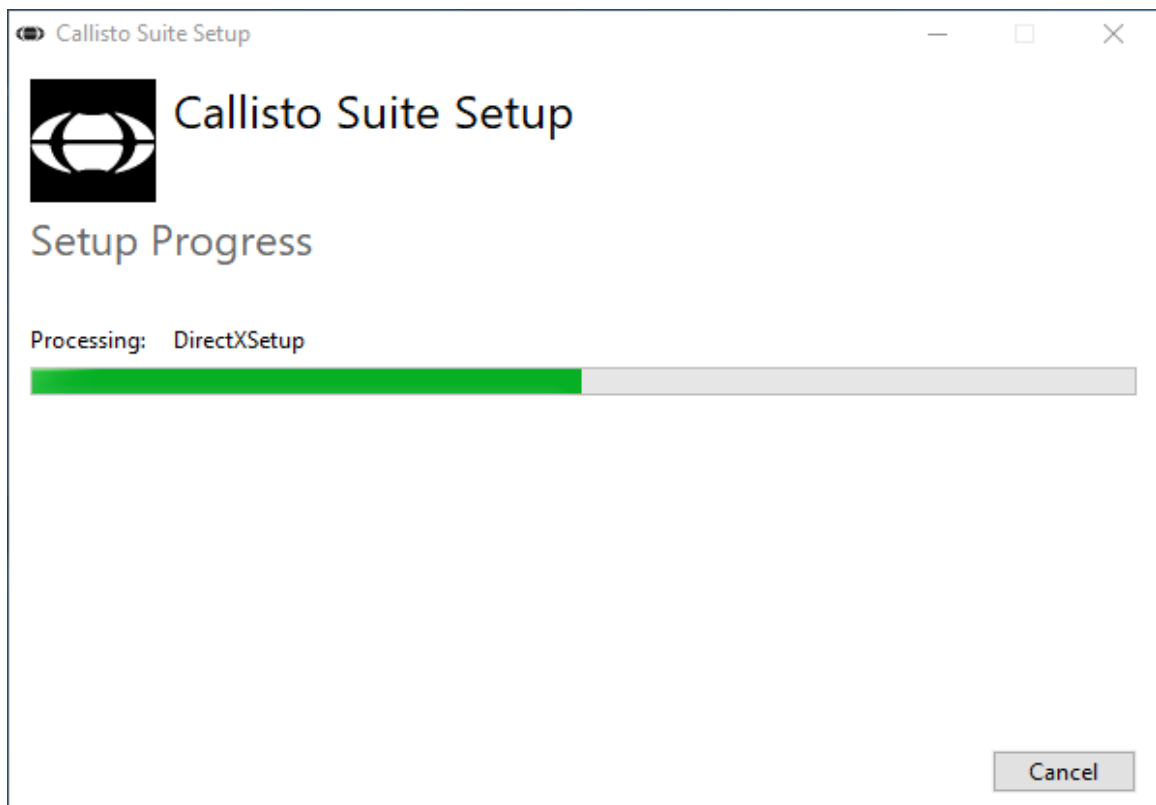 Callisto Suite Setup
Callisto Suite Setup
Setup Progress
Processing: DirectXSetup
Cancel